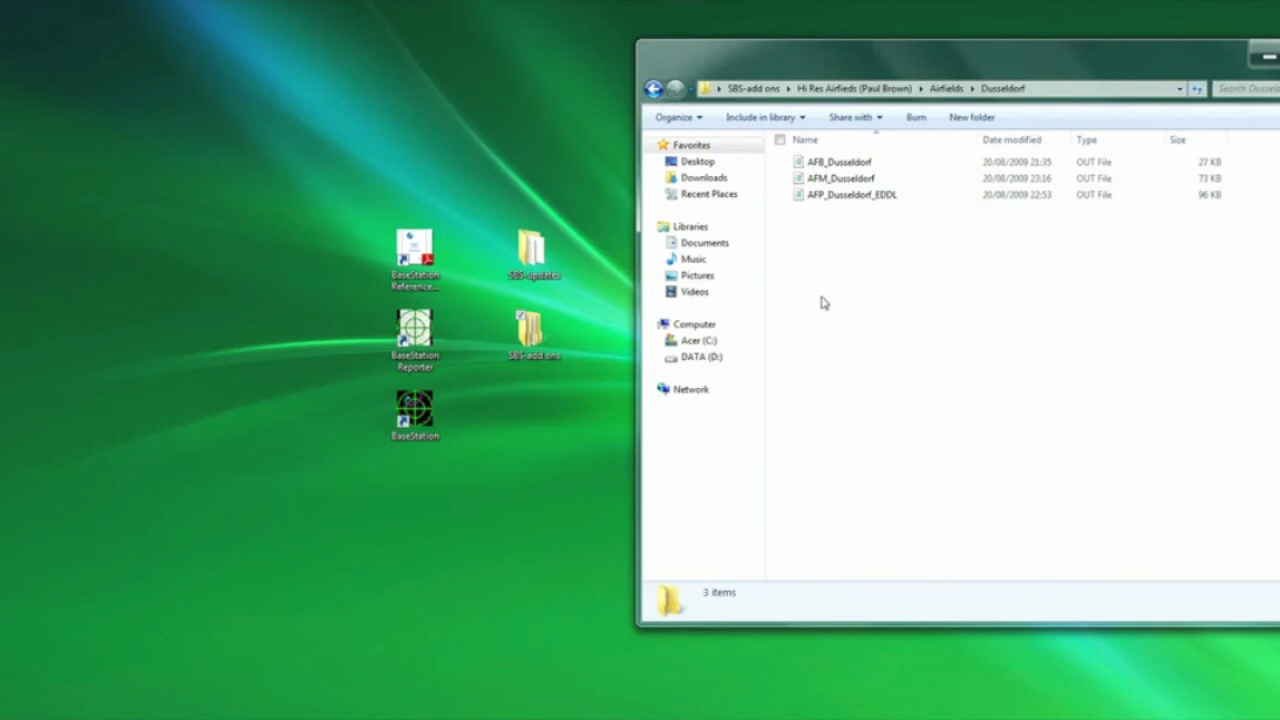 SBS-add ons
Hi Res Airfieds (Paul Brown)
Airfields
Dusseldorf
Search Dusseld
Organize
Include in library
Share with
Burn
New folder
Favorites
Desktop
Downloads
Recent Places
Libraries
Documents
Music
Pictures
Videos
Computer
Acer (C:)
DATA (D:)
Network
Name
Date modified
Type
Size
AFB_Dusseldorf
20/08/2009 21:35
OUT File
27 KB
AFM_Dusseldorf
20/08/2009 23:16
OUT File
73 KB
AFP_Dusseldorf_EDDL
20/08/2009 22:53
OUT File
96 KB
3 items
BaseStation
Reference...
SBS-updates
BaseStation
Reporter
SBS-add ons
BaseStation